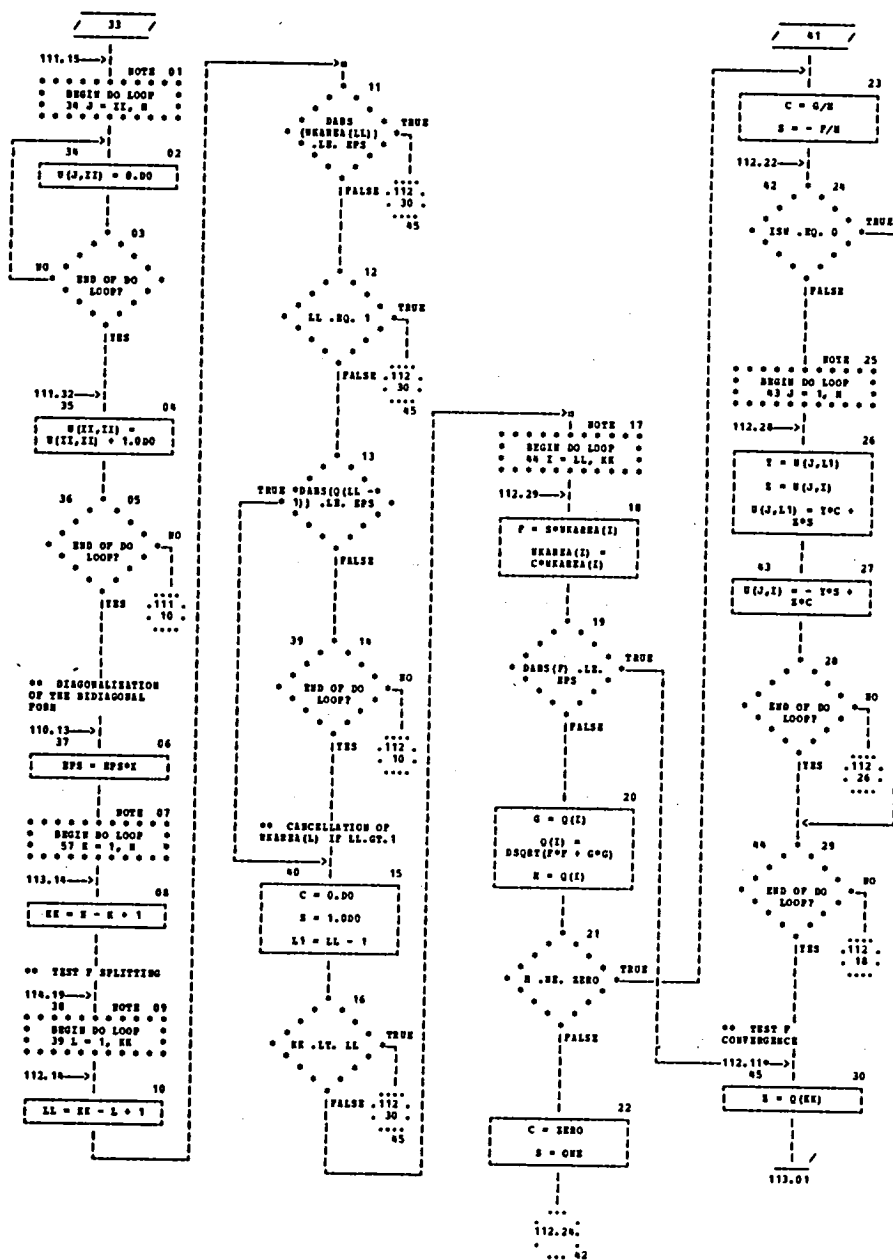 33
111.15
NOTE 01
BEGIN DO LOOP
34 J = II, M
34 02
U(J,II) = 0.D0
03
NO
END OF DO
LOOP?
YES
111.32
35 04
U(II,II) =
U(II,II) + 1.0D0
36 05
END OF DO
LOOP?
NO
111
10
YES
** DIAGONALIZATION
OF THE BIDIAGONAL
FORM
110.13
37 06
EPS = EPS*X
NOTE 07
BEGIN DO LOOP
57 K = 1, N
113.14
08
KK = N - K + 1
** TEST F SPLITTING
114.19
38 NOTE 09
BEGIN DO LOOP
39 L = 1, KK
112.14
10
LL = KK - L + 1
11
DABS
(WKAREA(LL))
.LE. EPS
TRUE
112
30
45
FALSE
12
LL .EQ. 1
TRUE
112
30
45
FALSE
13
TRUE
DABS(Q(LL -
1)) .LE. EPS
FALSE
39 14
END OF DO
LOOP?
NO
112
10
YES
** CANCELLATION OF
WKAREA(L) IF LL.GT.1
40 15
C = 0.D0
S = 1.0D0
L1 = LL - 1
16
KK .LT. LL
TRUE
112
30
45
FALSE
NOTE 17
BEGIN DO LOOP
44 I = LL, KK
112.29
18
F = S*WKAREA(I)
WKAREA(I) =
C*WKAREA(I)
19
DABS(F) .LE.
EPS
TRUE
FALSE
20
G = Q(I)
Q(I) =
DSQRT(F*F + G*G)
H = Q(I)
21
H .NE. ZERO
TRUE
FALSE
22
C = ZERO
S = ONE
112.24
42
41
23
C = G/H
S = - F/H
112.22
42 24
ISW .EQ. 0
TRUE
FALSE
NOTE 25
BEGIN DO LOOP
43 J = 1, M
112.28
26
Y = U(J,L1)
Z = U(J,I)
U(J,L1) = Y*C +
Z*S
43 27
U(J,I) = - Y*S +
Z*C
28
END OF DO
LOOP?
NO
112
26
YES
44 29
END OF DO
LOOP?
NO
112
18
YES
** TEST F
CONVERGENCE
112.11*
45 30
Z = Q(KK)
113.01